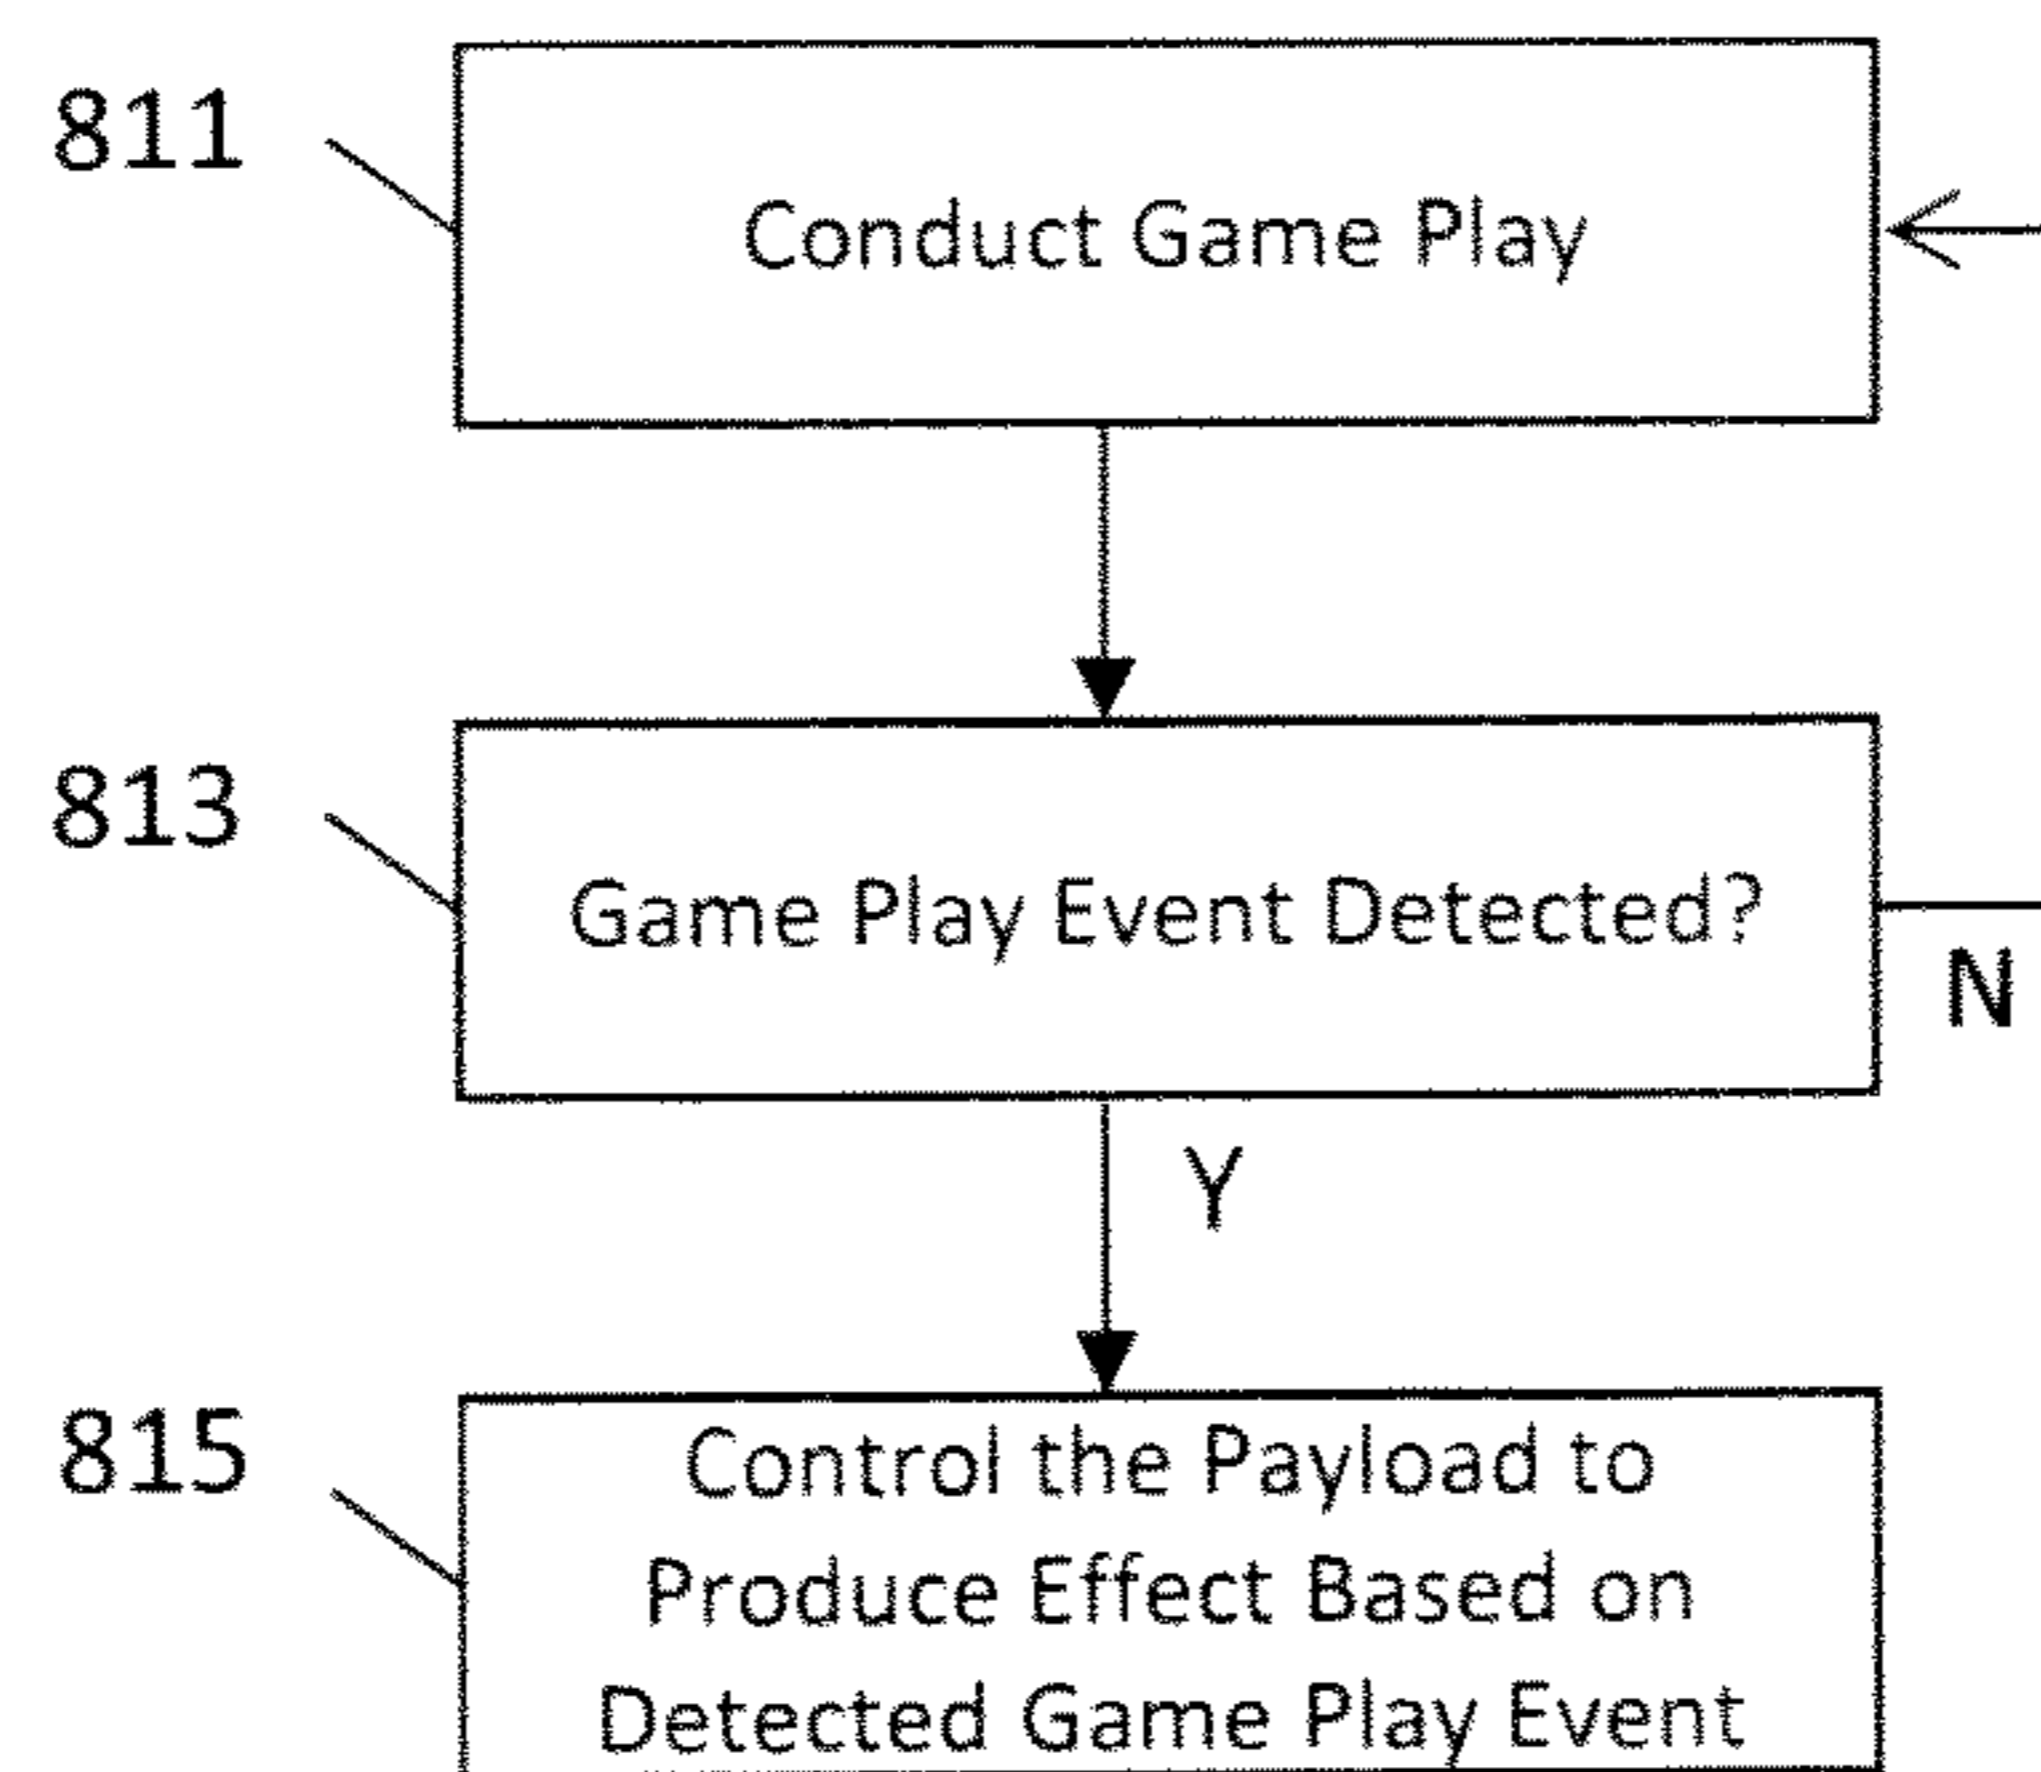 811
Conduct Game Play
813
Game Play Event Detected?
N
Y
815
Control the Payload to
Produce Effect Based on
Detected Game Play Event